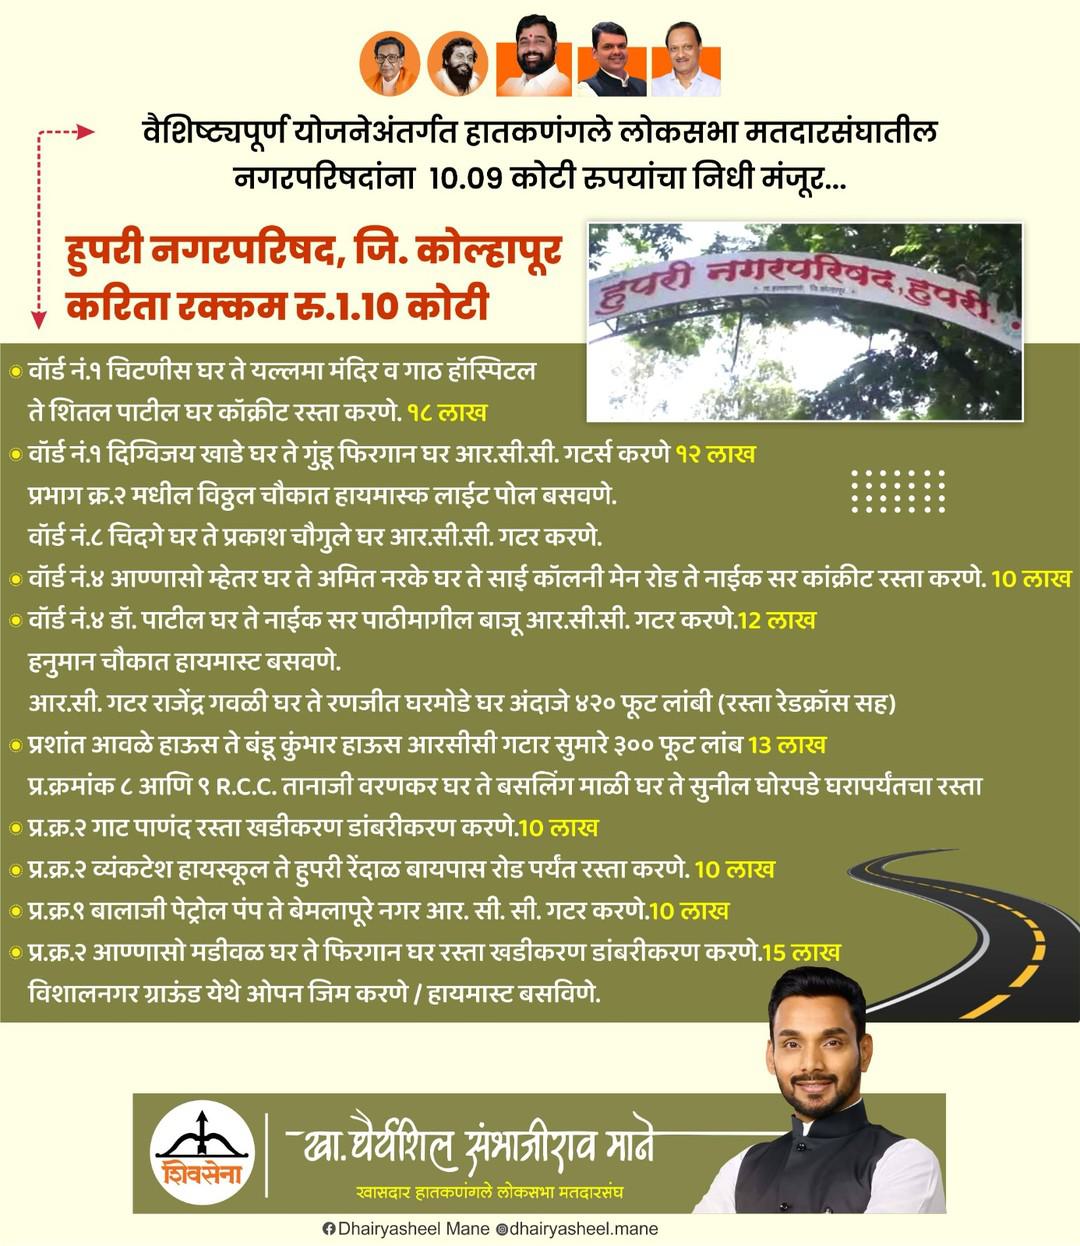 वैशिष्ट्यपूर्ण योजनेअंतर्गत हातकणंगले लोकसभा मतदारसंघातील
नगरपरिषदांना 10.09 कोटी रुपयांचा निधी मंजूर...
हुपरी नगरपरिषद, जि. कोल्हापूर
करिता रक्कम रु.1.10 कोटी
हुपरी नगरपरिषद, हुपरी.
वॉर्ड नं.१ चिटणीस घर ते यल्लमा मंदिर व गाठ हॉस्पिटल
ते शितल पाटील घर कॉक्रीट रस्ता करणे. १८ लाख
वॉर्ड नं.१ दिग्विजय खाडे घर ते गुंडू फिरगान घर आर.सी.सी. गटर्स करणे १२ लाख
प्रभाग क्र.२ मधील विठ्ठल चौकात हायमास्क लाईट पोल बसवणे.
वॉर्ड नं.८ चिदगे घर ते प्रकाश चौगुले घर आर.सी.सी. गटर करणे.
वॉर्ड नं.४ आण्णासो म्हेतर घर ते अमित नरके घर ते साई कॉलनी मेन रोड ते नाईक सर कांक्रीट रस्ता करणे. 10 लाख
वॉर्ड नं.४ डॉ. पाटील घर ते नाईक सर पाठीमागील बाजू आर.सी.सी. गटर करणे.12 लाख
हनुमान चौकात हायमास्ट बसवणे.
आर.सी. गटर राजेंद्र गवळी घर ते रणजीत घरमोडे घर अंदाजे ४२० फूट लांबी (रस्ता रेडक्रॉस सह)
प्रशांत आवळे हाऊस ते बंडू कुंभार हाऊस आरसीसी गटार सुमारे ३०० फूट लांब 13 लाख
प्र.क्रमांक ८ आणि ९ R.C.C. तानाजी वरणकर घर ते बसलिंग माळी घर ते सुनील घोरपडे घरापर्यंतचा रस्ता
प्र.क्र.२ गाट पाणंद रस्ता खडीकरण डांबरीकरण करणे.10 लाख
प्र.क्र.२ व्यंकटेश हायस्कूल ते हुपरी रेंदाळ बायपास रोड पर्यंत रस्ता करणे. 10 लाख
प्र.क्र.९ बालाजी पेट्रोल पंप ते बेमलापूरे नगर आर. सी. सी. गटर करणे.10 लाख
प्र.क्र.२ आण्णासो मडीवळ घर ते फिरगान घर रस्ता खडीकरण डांबरीकरण करणे.15 लाख
विशालनगर ग्राऊंड येथे ओपन जिम करणे / हायमास्ट बसविणे.
शिवसेना
खा.धैर्यशिल संभाजीराव माने
खासदार हातकणंगले लोकसभा मतदारसंघ
Dhairyasheel Mane dhairyasheel.mane